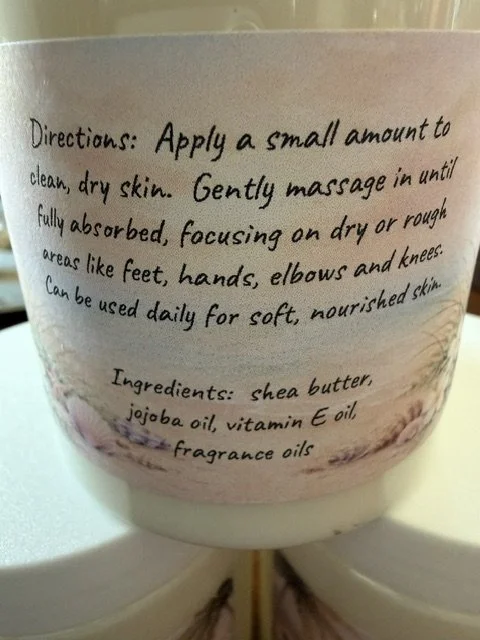 Directions: Apply a small amount to
clean, dry skin. Gently massage in until
fully absorbed, focusing on dry or rough
areas like feet, hands, elbows and knees.
Can be used daily for soft, nourished skin.
Ingredients: shea butter,
jojoba oil, vitamin E oil,
fragrance oils